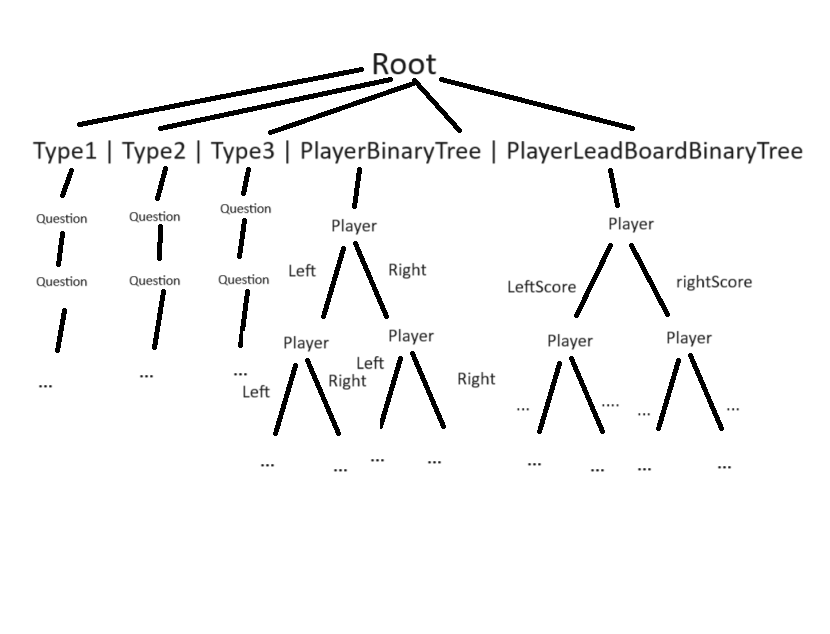 Root
Type1 | Type2 | Type3 | PlayerBinaryTree | PlayerLeadBoardBinaryTree
Question Question Question Player Player
Left Right LeftScore rightScore
Question Question Question
Player Player Player Player
Left Right Left Right
... ... ... ... .... ... ...
... ... ... ... ... ... ... ...